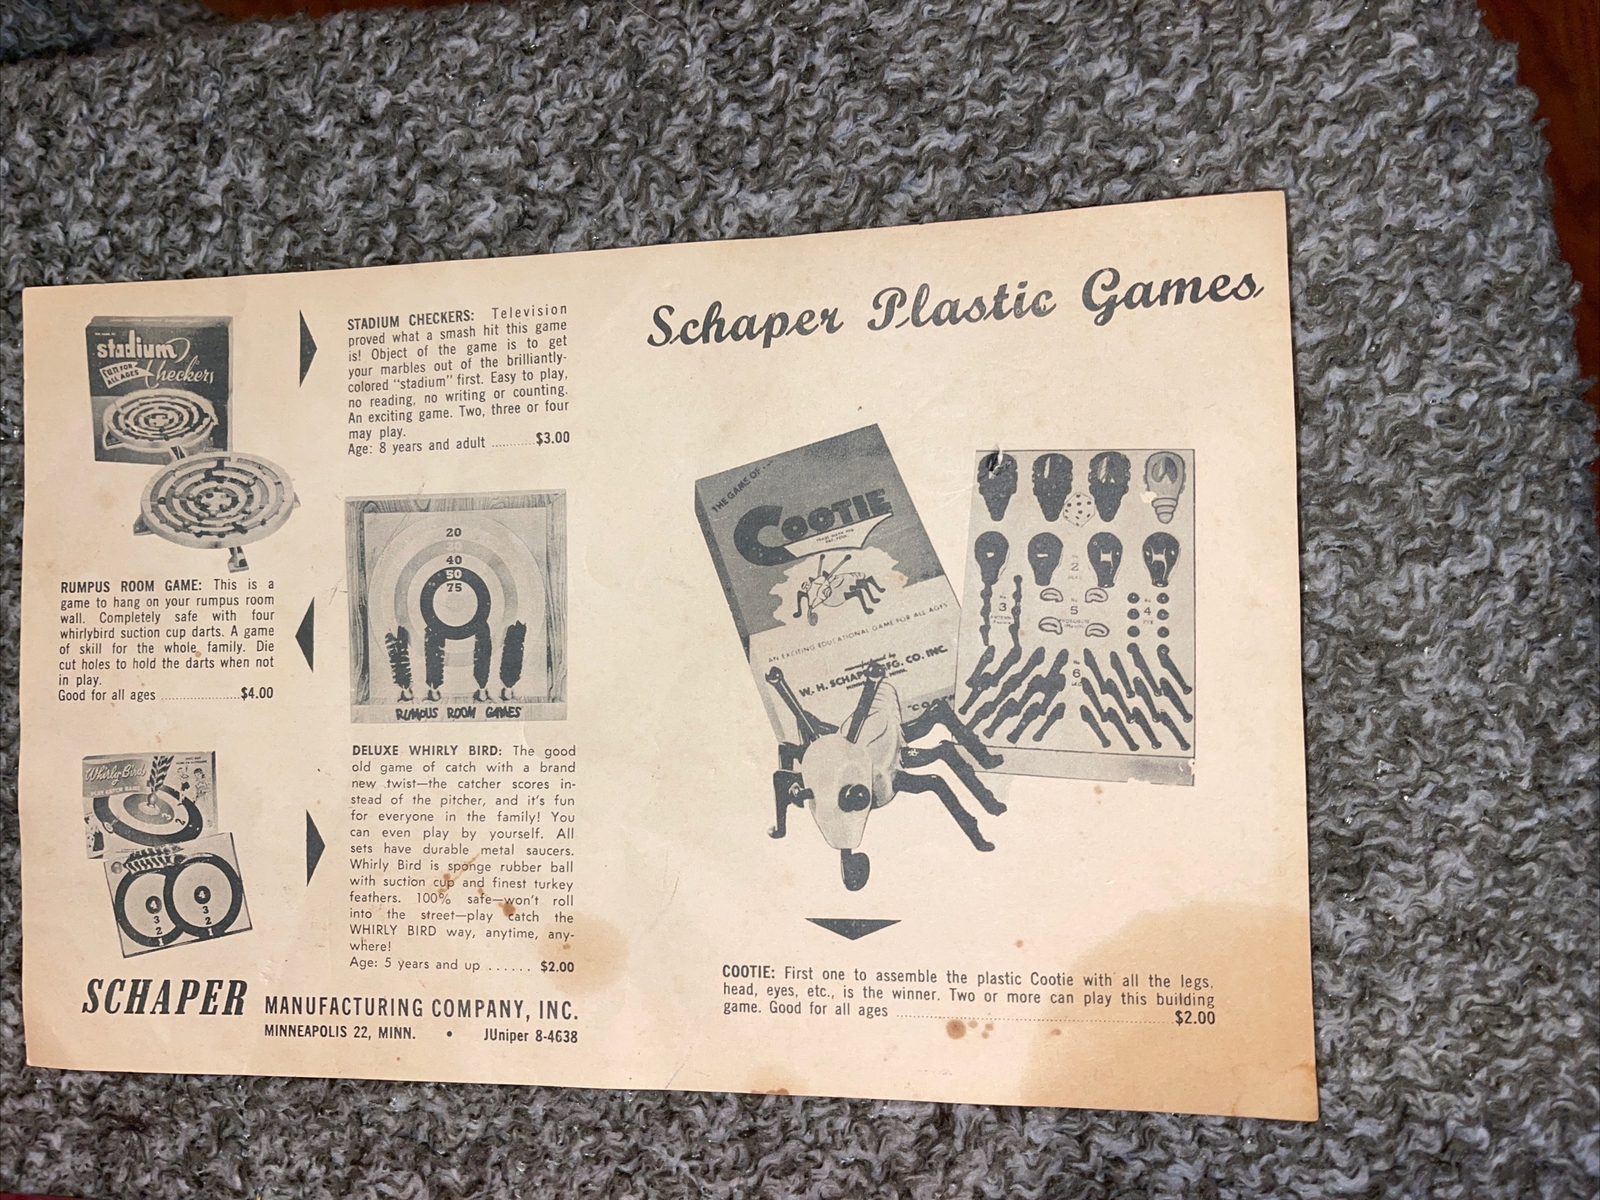 Schaper Plastic Games
stadium
Checkers
FUN FOR
ALL AGES
STADIUM CHECKERS: Television
proved what a smash hit this game
is! Object of the game is to get
your marbles out of the brilliantly-
colored "stadium" first. Easy to play,
no reading, no writing or counting.
An exciting game. Two, three or four
may play.
Age: 8 years and adult ........... $3.00
RUMPUS ROOM GAME: This is a
game to hang on your rumpus room
wall. Completely safe with four
whirlybird suction cup darts. A game
of skill for the whole family. Die
cut holes to hold the darts when not
in play.
Good for all ages .................. $4.00
20
40
50
75
RUMPUS ROOM GAMES
Whirly-Birds
PLAY CATCH GAME
2
4
3
2
1
4
3
2
1
DELUXE WHIRLY BIRD: The good
old game of catch with a brand
new twist—the catcher scores in-
stead of the pitcher, and it's fun
for everyone in the family! You
can even play by yourself. All
sets have durable metal saucers.
Whirly Bird is sponge rubber ball
with suction cup and finest turkey
feathers. 100% safe—won't roll
into the street—play catch the
WHIRLY BIRD way, anytime, any-
where!
Age: 5 years and up ...... $2.00
SCHAPER MANUFACTURING COMPANY, INC.
MINNEAPOLIS 22, MINN. • JUniper 8-4638
THE GAME OF
COOTIE
AN EXCITING EDUCATIONAL GAME FOR ALL AGES
W. H. SCHAPER MFG. CO. INC.
2
3
5
4
6
COOTIE: First one to assemble the plastic Cootie with all the legs,
head, eyes, etc., is the winner. Two or more can play this building
game. Good for all ages ........................................................ $2.00